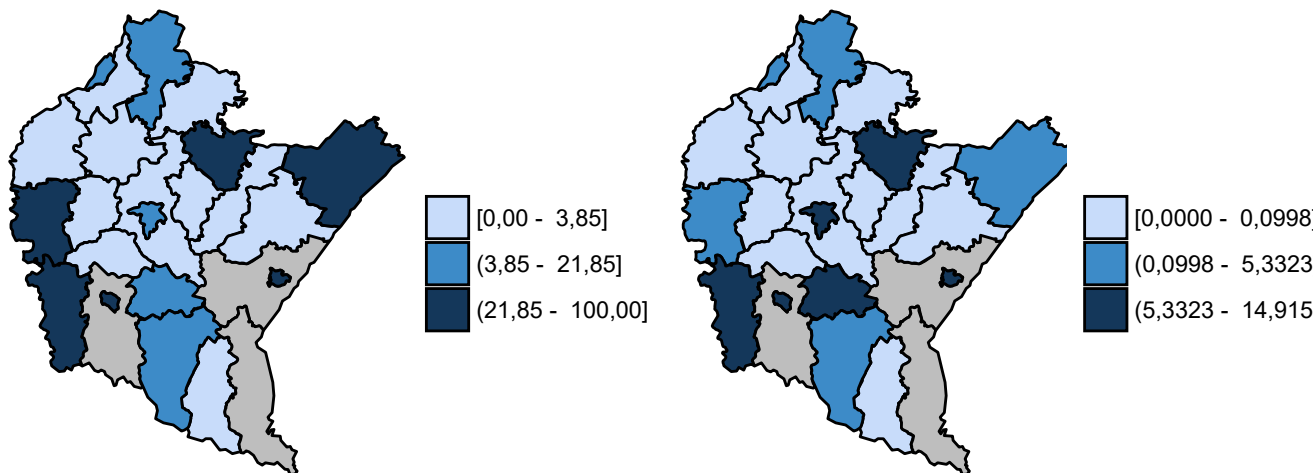 [0,00 - 3,85]
(3,85 - 21,85]
(21,85 - 100,00]
[0,0000 - 0,0998]
(0,0998 - 5,3323
(5,3323 - 14,915